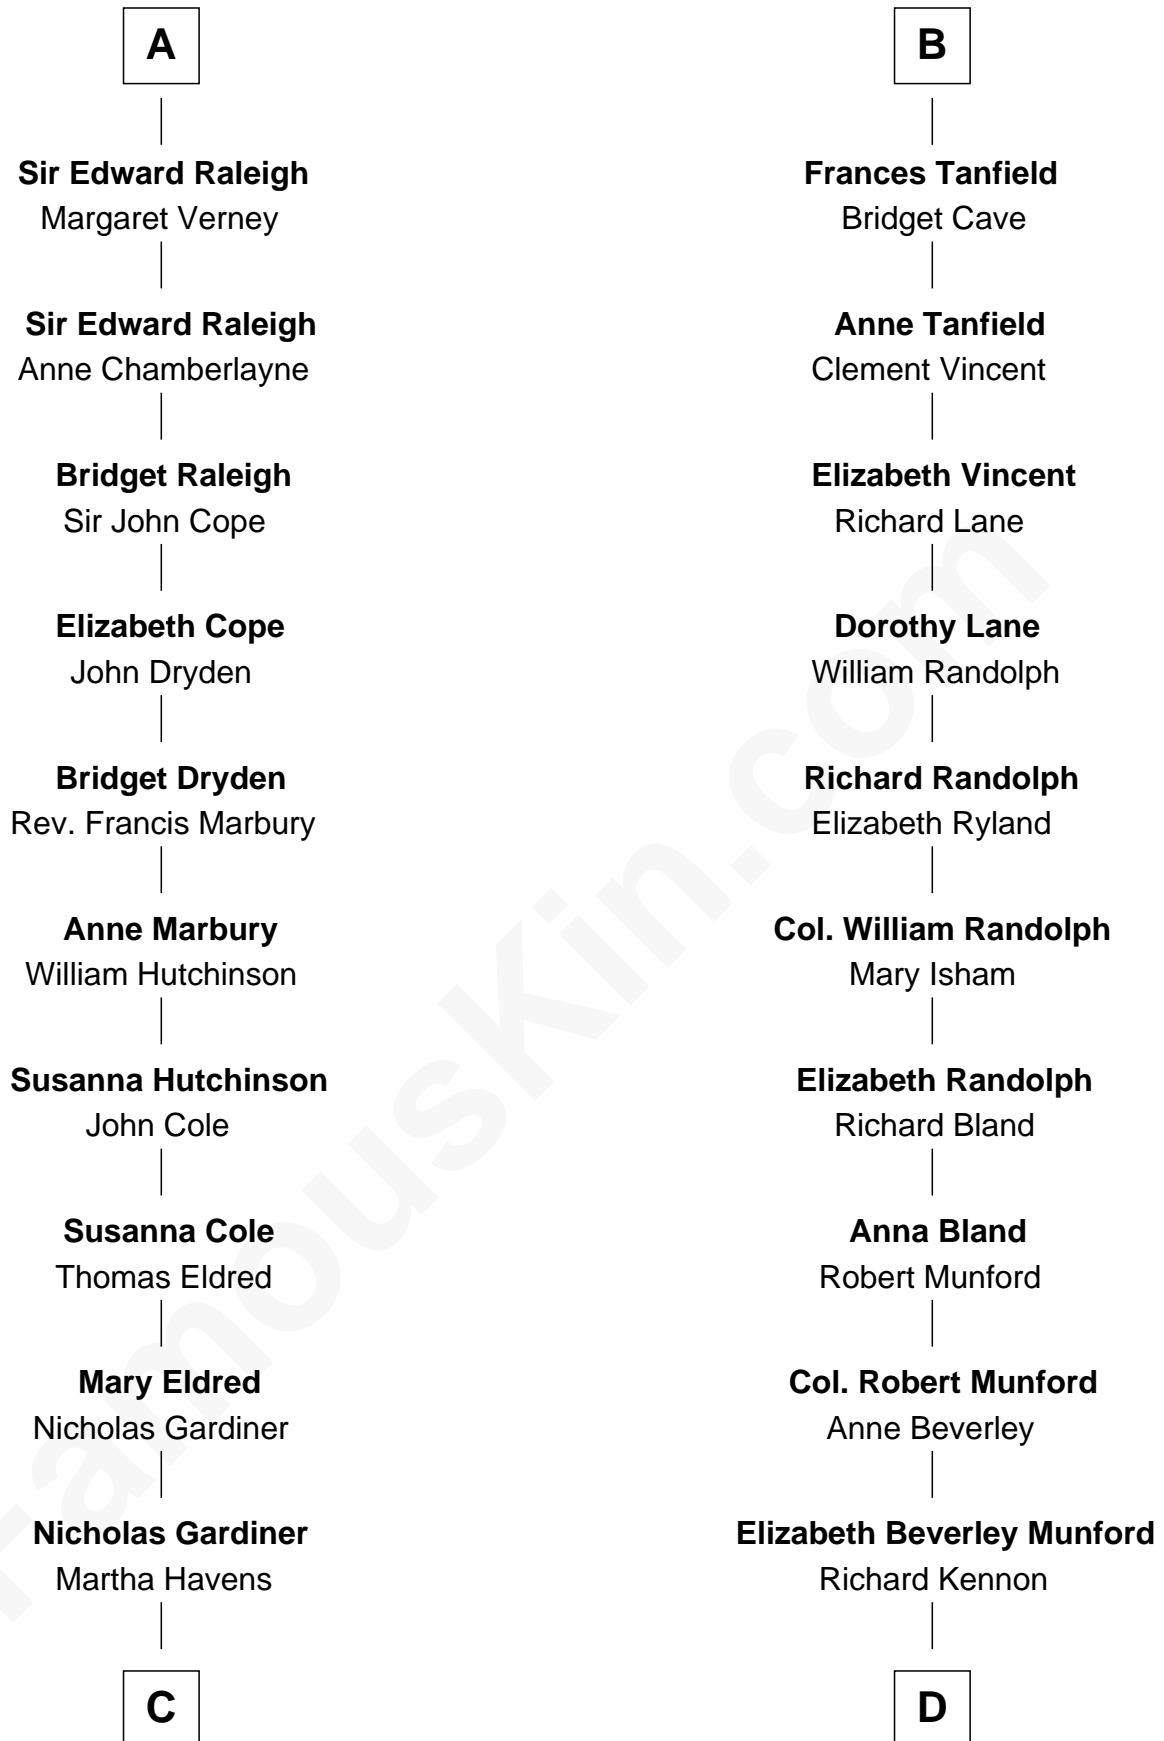 A
Sir Edward Raleigh
Margaret Verney
Sir Edward Raleigh
Anne Chamberlayne
Bridget Raleigh
Sir John Cope
Elizabeth Cope
John Dryden
Bridget Dryden
Rev. Francis Marbury
Anne Marbury
William Hutchinson
Susanna Hutchinson
John Cole
Susanna Cole
Thomas Eldred
Mary Eldred
Nicholas Gardiner
Nicholas Gardiner
Martha Havens
C
B
Frances Tanfield
Bridget Cave
Anne Tanfield
Clement Vincent
Elizabeth Vincent
Richard Lane
Dorothy Lane
William Randolph
Richard Randolph
Elizabeth Ryland
Col. William Randolph
Mary Isham
Elizabeth Randolph
Richard Bland
Anna Bland
Robert Munford
Col. Robert Munford
Anne Beverley
Elizabeth Beverley Munford
Richard Kennon
D
FamousKin.com